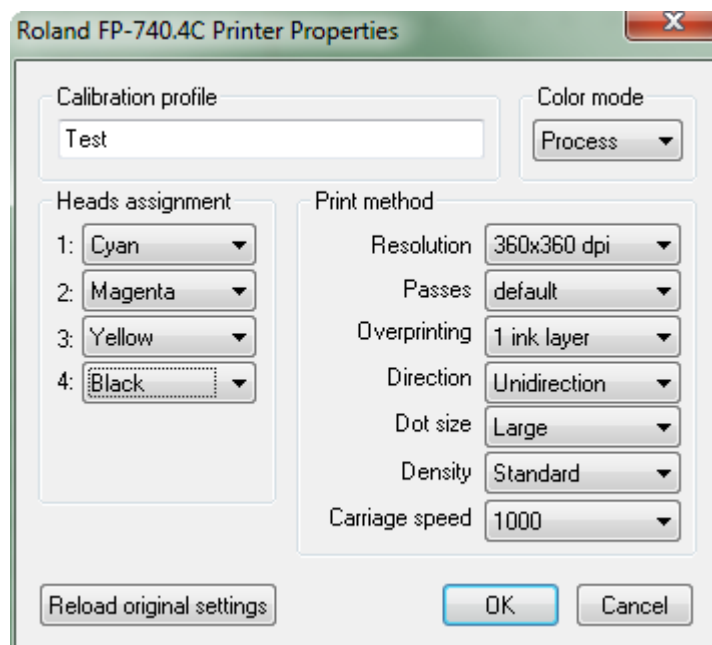 Roland FP-740.4C Printer Properties
X
Calibration profile
Test
Color mode
Process
Heads assignment
1: Cyan
2: Magenta
3: Yellow
4: Black
Print method
Resolution 360x360 dpi
Passes default
Overprinting 1 ink layer
Direction Unidirection
Dot size Large
Density Standard
Carriage speed 1000
Reload original settings
OK
Cancel